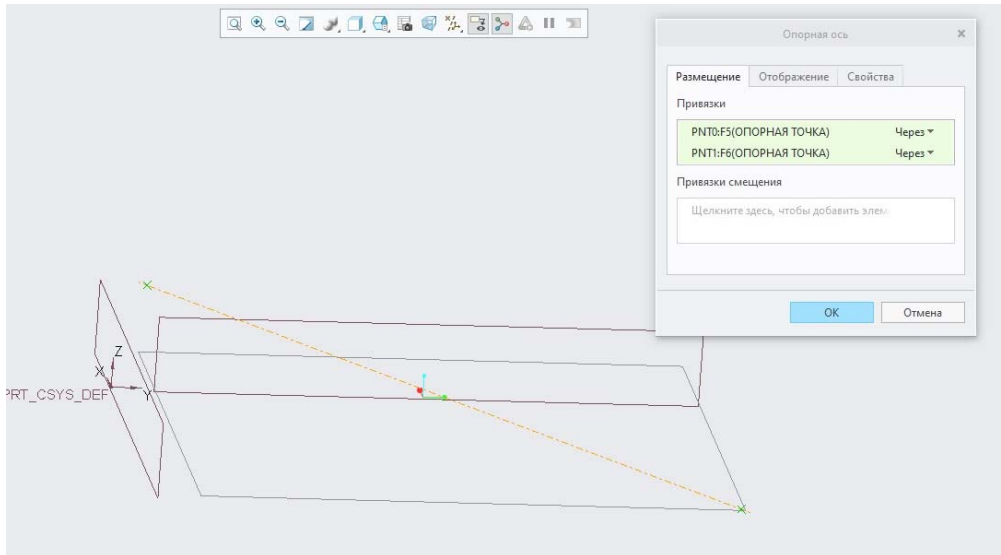 Опорная ось
Размещение Отображение Свойства
Привязки
PNT0:F5(ОПОРНАЯ ТОЧКА) Через
PNT1:F6(ОПОРНАЯ ТОЧКА) Через
Привязки смещения
Щелкните здесь, чтобы добавить элем
ОК Отмена
Z
X
PRT_CSYS_DEF Y